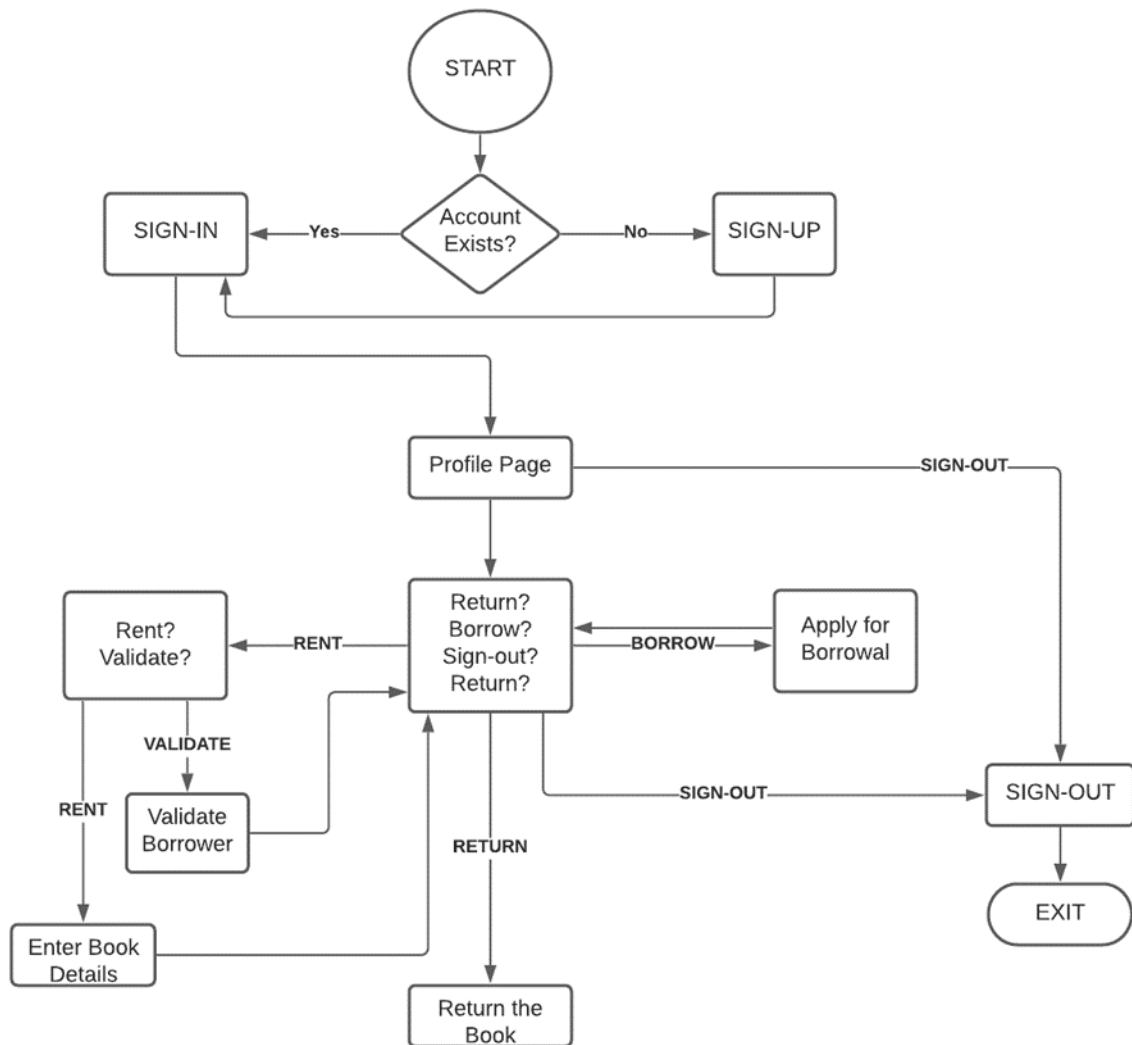 START
Account
Exists?
Yes
No
SIGN-IN
SIGN-UP
Profile Page
SIGN-OUT
Return?
Borrow?
Sign-out?
Return?
RENT
BORROW
Rent?
Validate?
Apply for
Borrowal
VALIDATE
RENT
Validate
Borrower
RETURN
SIGN-OUT
SIGN-OUT
EXIT
Enter Book
Details
Return the
Book